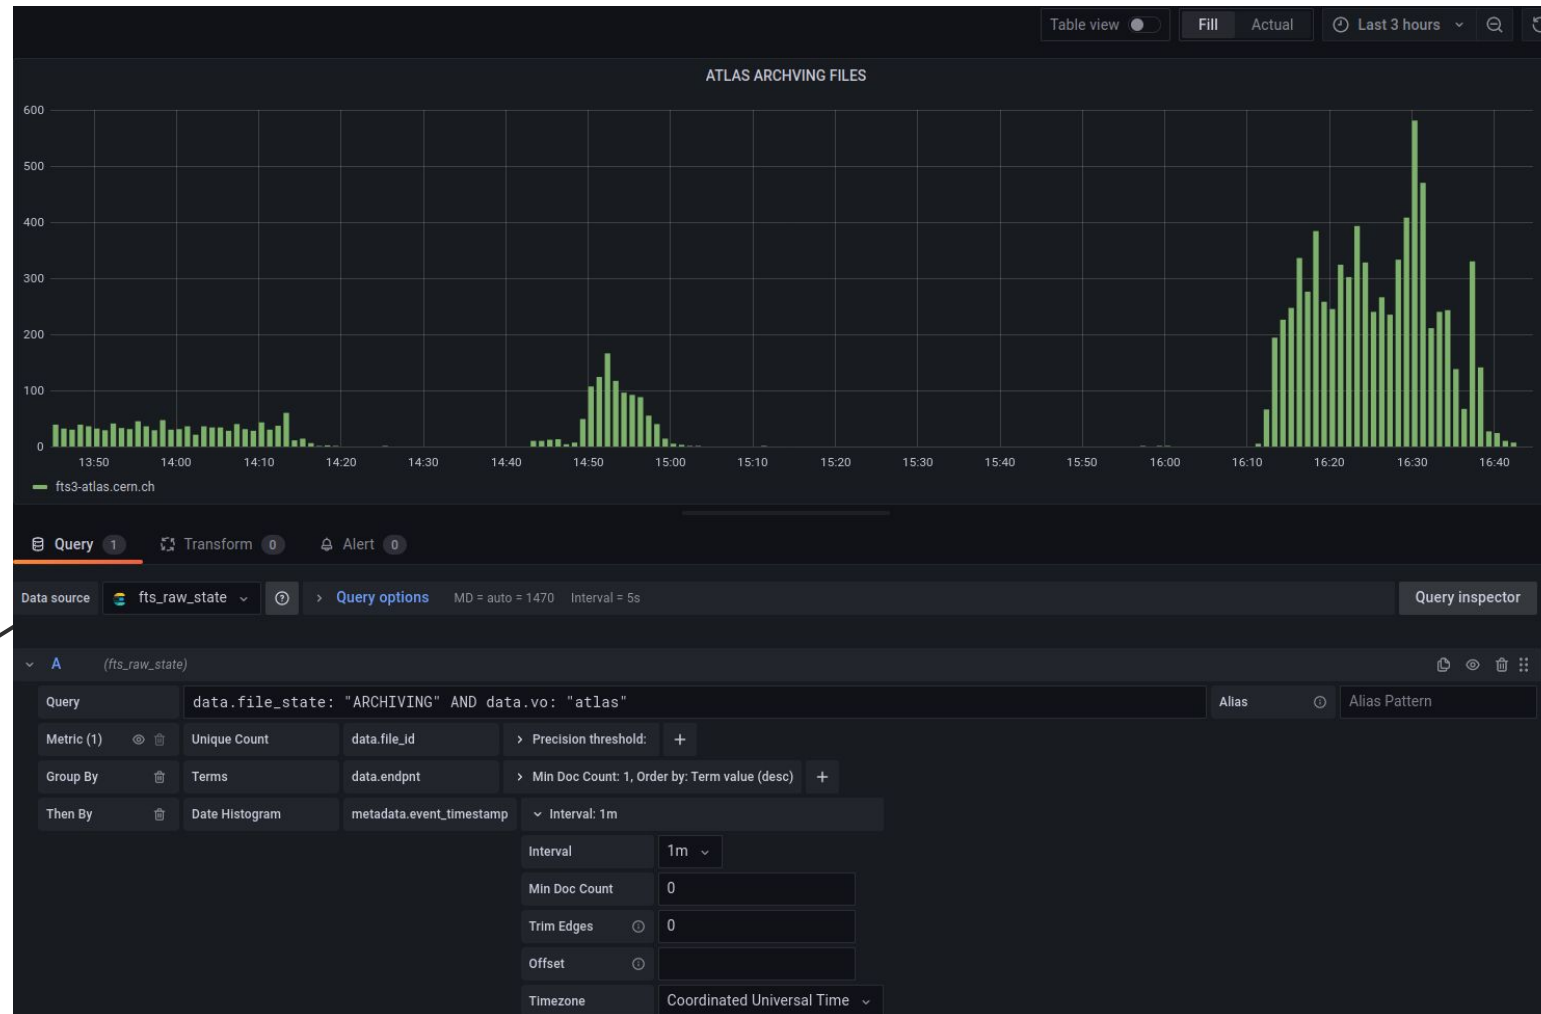 Table view Fill Actual Last 3 hours
ATLAS ARCHVING FILES
600
500
400
300
200
100
0
13:50 14:00 14:10 14:20 14:30 14:40 14:50 15:00 15:10 15:20 15:30 15:40 15:50 16:00 16:10 16:20 16:30 16:40
fts3-atlas.cern.ch
Query 1 Transform 0 Alert 0
Data source fts_raw_state Query options MD = auto = 1470 Interval = 5s Query inspector
A (fts_raw_state)
Query data.file_state: "ARCHIVING" AND data.vo: "atlas" Alias Alias Pattern
Metric (1) Unique Count data.file_id > Precision threshold: +
Group By Terms data.endpnt > Min Doc Count: 1, Order by: Term value (desc) +
Then By Date Histogram metadata.event_timestamp Interval: 1m
Interval 1m
Min Doc Count 0
Trim Edges 0
Offset
Timezone Coordinated Universal Time